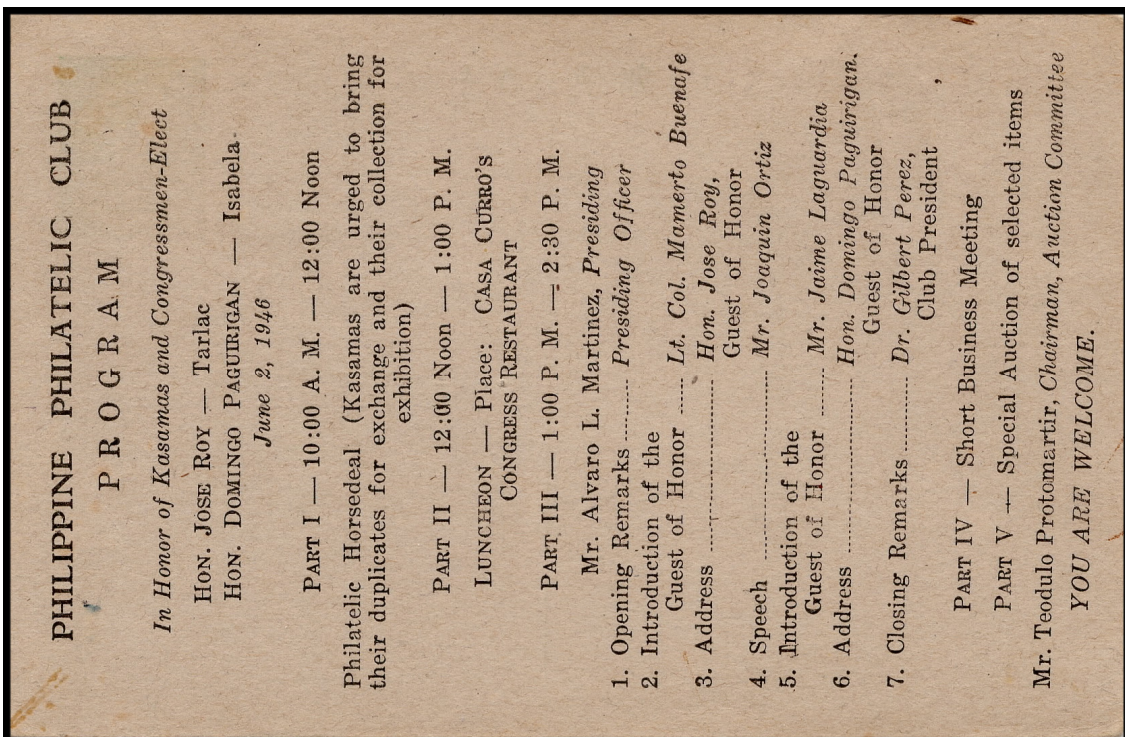 PHILIPPINE PHILATELIC CLUB
PROGRAM
In Honor of Kasamas and Congressmen-Elect
HON. JOSE ROY — Tarlac
HON. DOMINGO PAGUIRIGAN — Isabela
June 2, 1946
PART I — 10:00 A. M. — 12:00 Noon
Philatelic Horsedeal (Kasamas are urged to bring
their duplicates for exchange and their collection for
exhibition)
PART II — 12:00 Noon — 1:00 P. M.
LUNCHEON — Place: CASA CURRO'S
CONGRESS RESTAURANT
PART III — 1:00 P. M. — 2:30 P. M.
Mr. Alvaro L. Martinez, Presiding
1. Opening Remarks ........ Presiding Officer
2. Introduction of the
Guest of Honor ...... Lt. Col. Mamerto Buenafe
3. Address ........................ Hon. Jose Roy,
Guest of Honor
4. Speech ........................ Mr. Joaquin Ortiz
5. Introduction of the
Guest of Honor ........ Mr. Jaime Laguardia
6. Address ........................ Hon. Domingo Paguirigan.
Guest of Honor
7. Closing Remarks .......... Dr. Gilbert Perez,
Club President
PART IV — Short Business Meeting
PART V — Special Auction of selected items
Mr. Teodulo Protomartir, Chairman, Auction Committee
YOU ARE WELCOME.